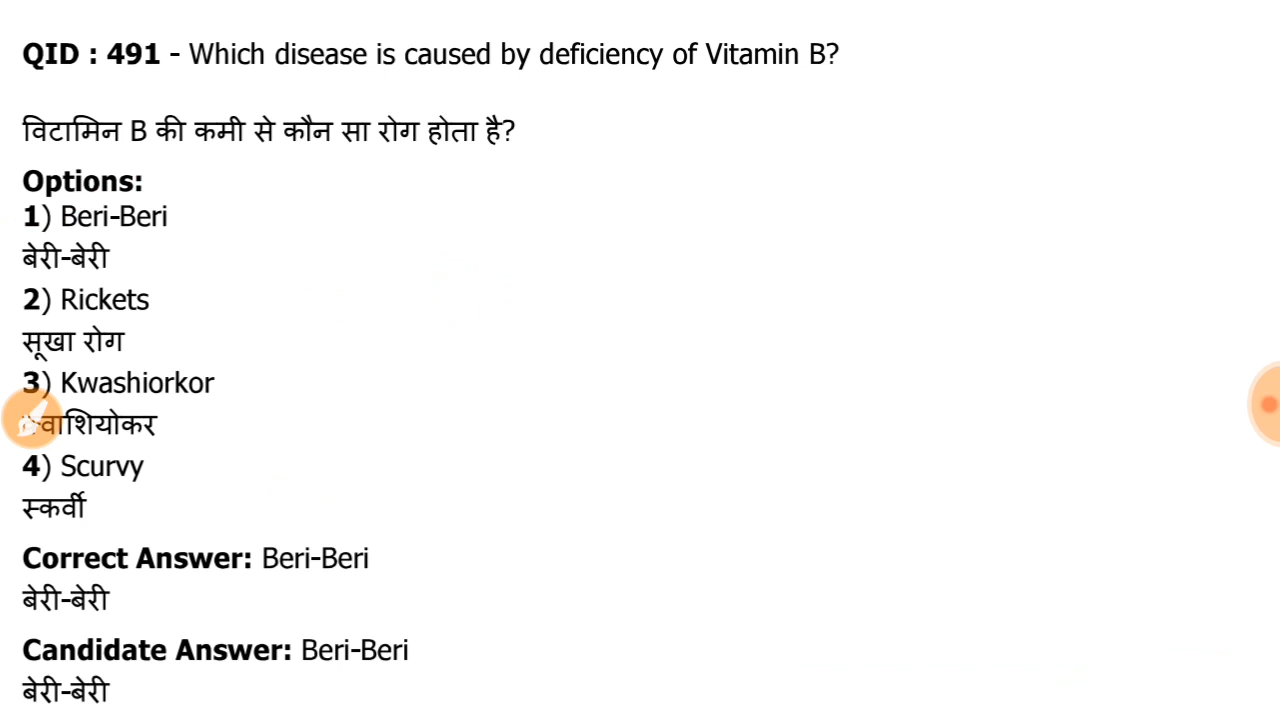 QID : 491 - Which disease is caused by deficiency of Vitamin B?
विटामिन B की कमी से कौन सा रोग होता है?
Options:
1) Beri-Beri
बेरी-बेरी
2) Rickets
सूखा रोग
3) Kwashiorkor
क्वाशियोकर
4) Scurvy
स्कर्वी
Correct Answer: Beri-Beri
बेरी-बेरी
Candidate Answer: Beri-Beri
बेरी-बेरी